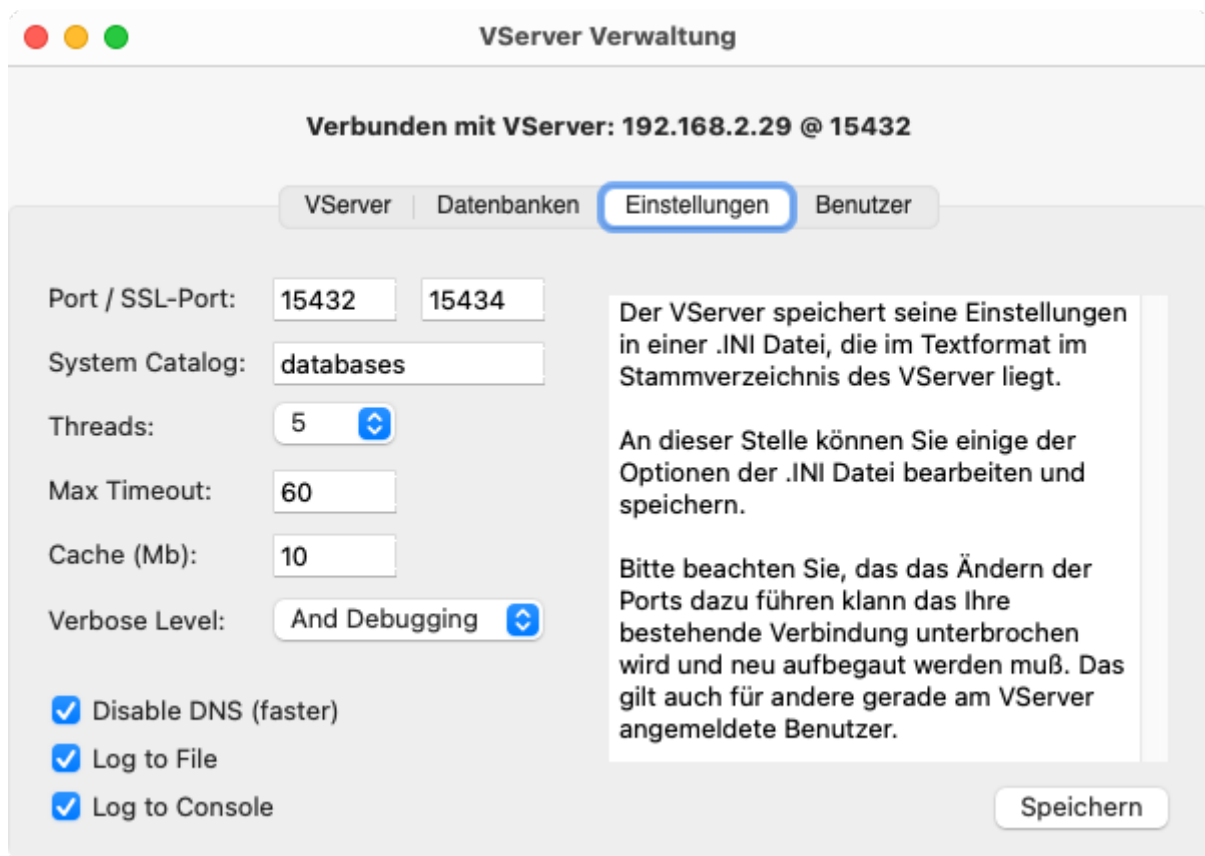 VServer Verwaltung
Verbunden mit VServer: 192.168.2.29 @ 15432
VServer Datenbanken Einstellungen Benutzer
Port / SSL-Port: 15432 15434
System Catalog: databases
Threads: 5
Max Timeout: 60
Cache (Mb): 10
Verbose Level: And Debugging
Disable DNS (faster)
Log to File
Log to Console
Der VServer speichert seine Einstellungen
in einer .INI Datei, die im Textformat im
Stammverzeichnis des VServer liegt.
An dieser Stelle können Sie einige der
Optionen der .INI Datei bearbeiten und
speichern.
Bitte beachten Sie, das das Ändern der
Ports dazu führen klann das Ihre
bestehende Verbindung unterbrochen
wird und neu aufbegaut werden muß. Das
gilt auch für andere gerade am VServer
angemeldete Benutzer.
Speichern